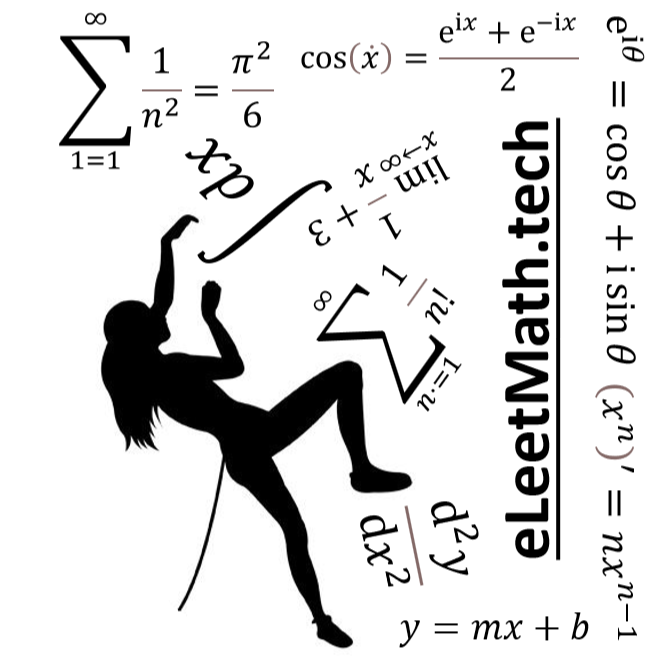 ∞
∑ 1/n² = π²/6
1=1
cos(ẋ) = (e^{ix} + e^{−ix})/2
e^{iθ} = cos θ + i sin θ
(xⁿ)′ = nx^{n−1}
eLeetMath.tech
∫ dx
lim 1/x + 3
x→∞
∞
∑ 1/n!
n·=1
d²y/dx²
y = mx + b